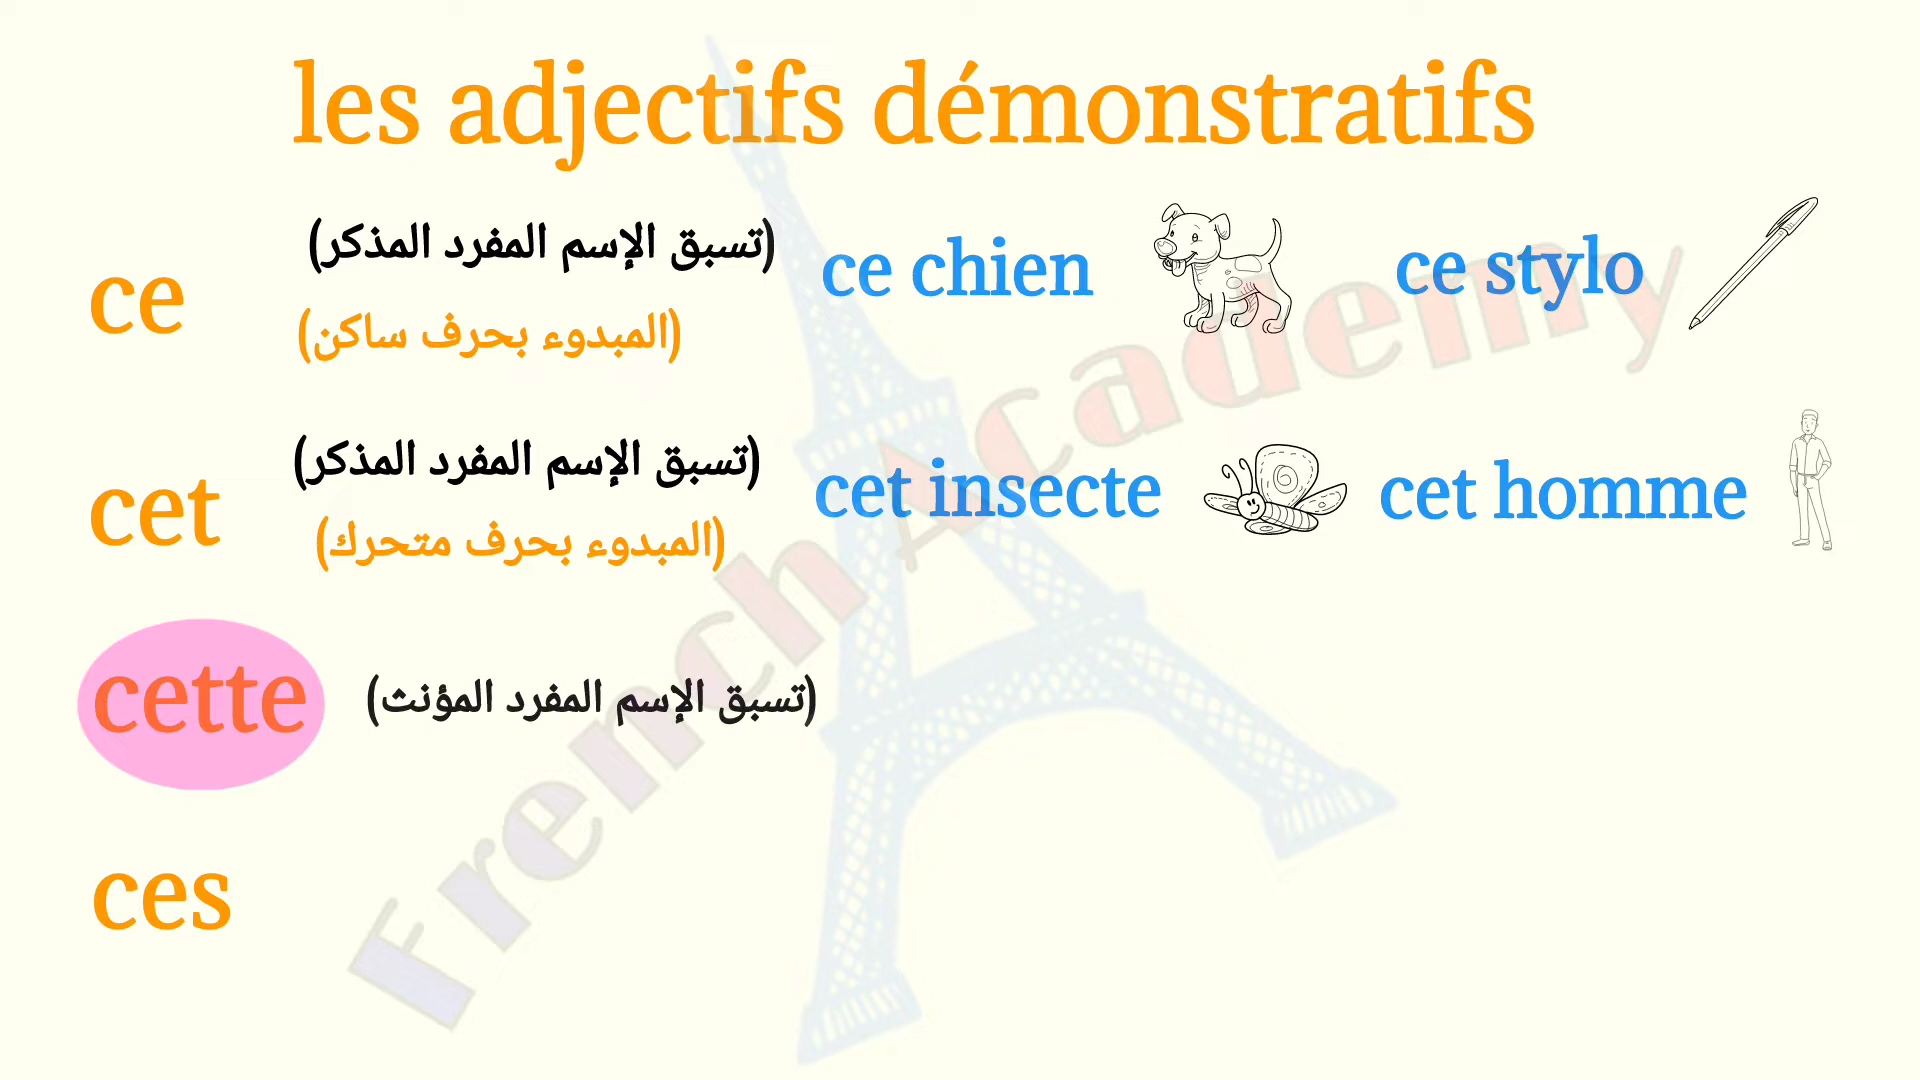 les adjectifs démonstratifs
ce
(تسبق الإسم المفرد المذكر)
(المبدوء بحرف ساكن)
ce chien
ce stylo
cet
(تسبق الإسم المفرد المذكر)
(المبدوء بحرف متحرك)
cet insecte
cet homme
cette
(تسبق الإسم المفرد المؤنث)
ces
French Academy